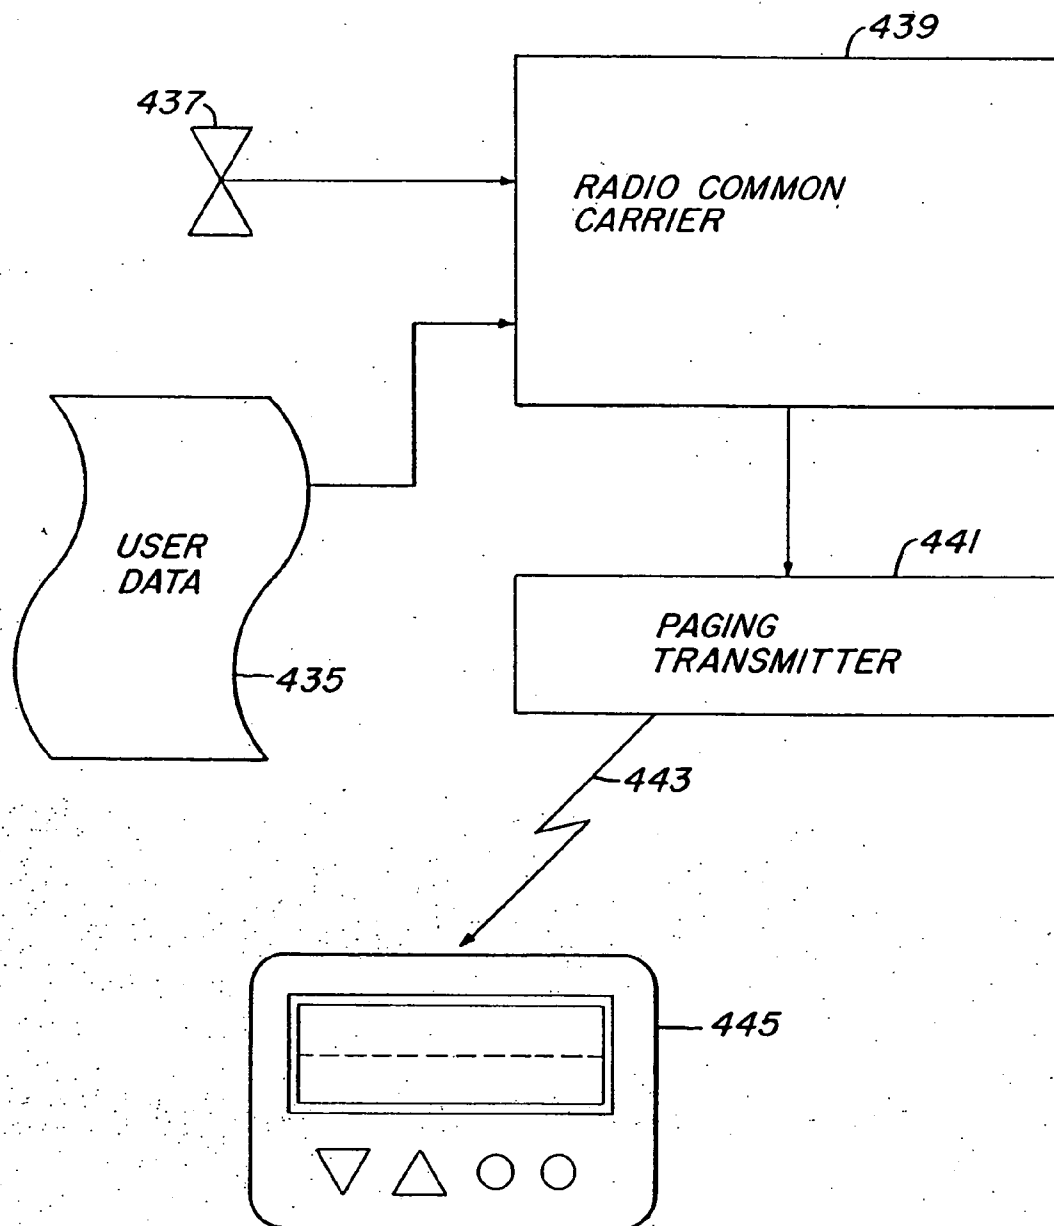 439
437
RADIO COMMON
CARRIER
USER
DATA
435
441
PAGING
TRANSMITTER
443
445